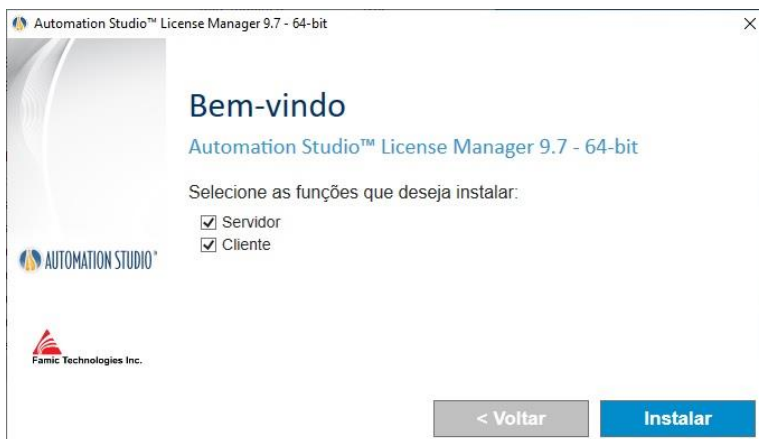 Automation Studio™ License Manager 9.7 - 64-bit
Bem-vindo
Automation Studio™ License Manager 9.7 - 64-bit
Selecione as funções que deseja instalar:
Servidor
Cliente
AUTOMATION STUDIO™
Famic Technologies Inc.
< Voltar
Instalar